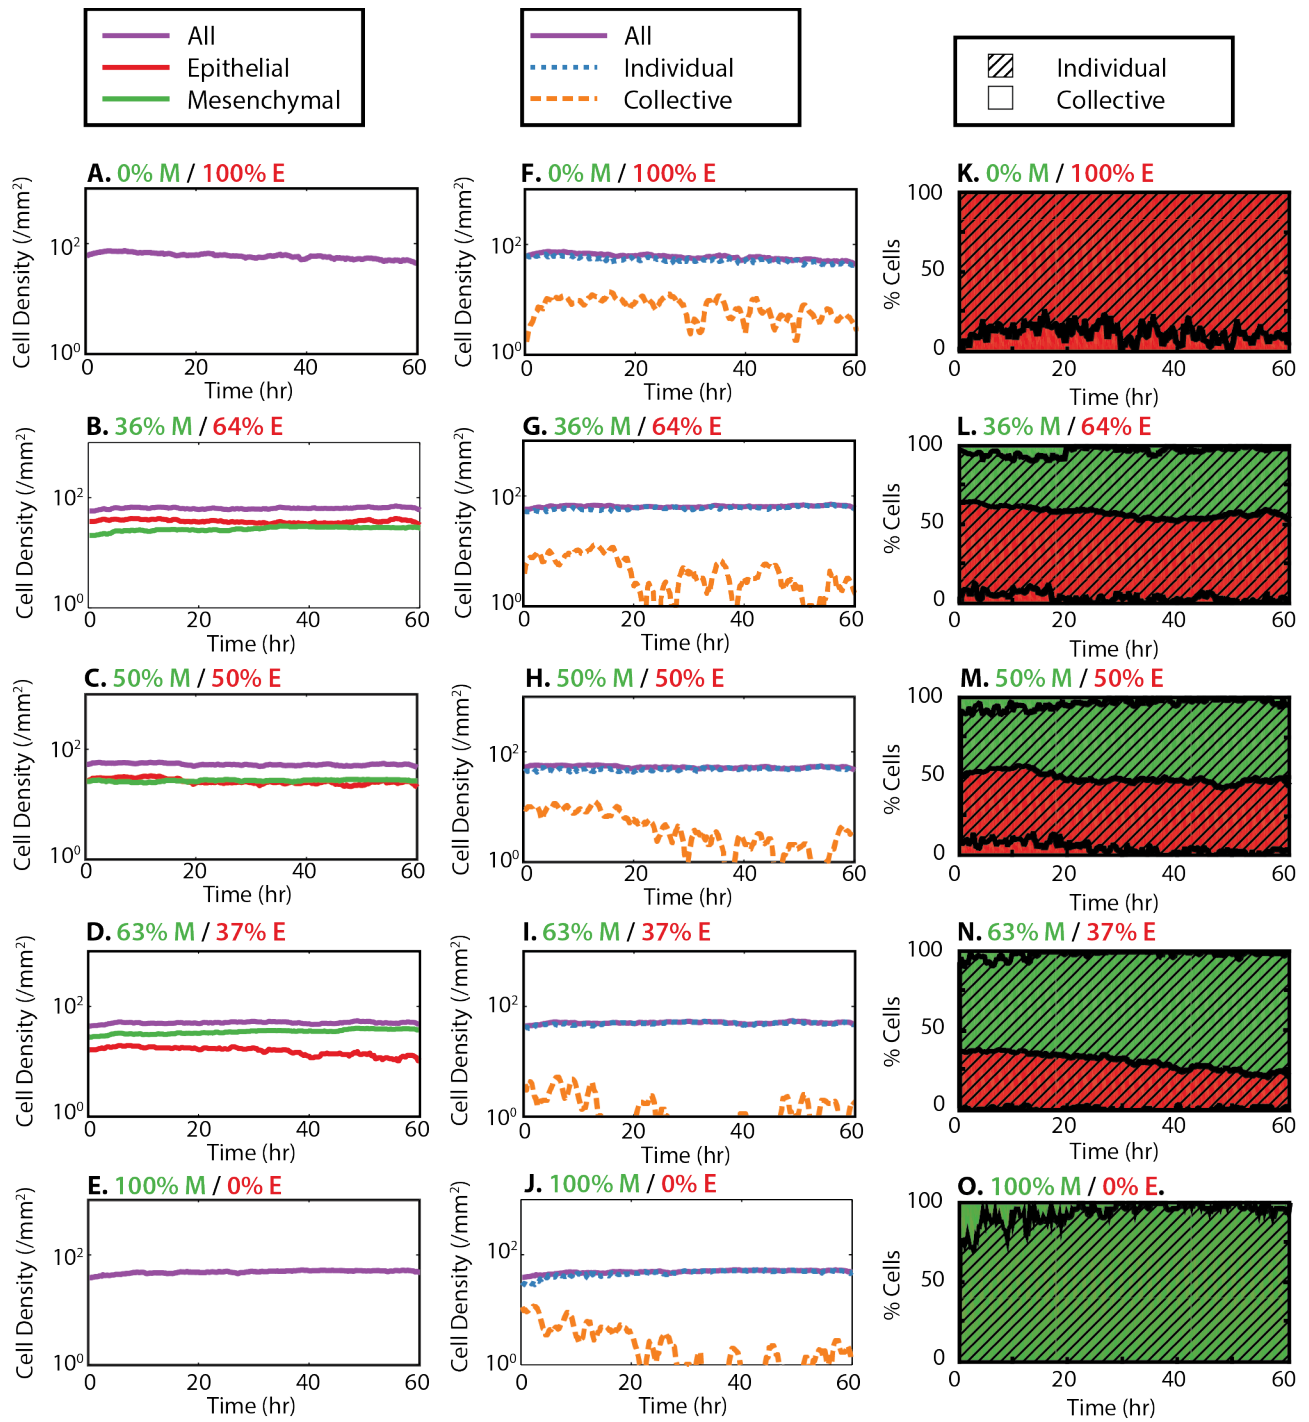 All
Epithelial
Mesenchymal
All
Individual
Collective
Individual
Collective
A. 0% M / 100% E
Cell Density (/mm²)
10²
10⁰
0 20 40 60
Time (hr)
F. 0% M / 100% E
Cell Density (/mm²)
10²
10⁰
0 20 40 60
Time (hr)
K. 0% M / 100% E
% Cells
100
50
0
0 20 40 60
Time (hr)
B. 36% M / 64% E
Cell Density (/mm²)
10²
10⁰
0 20 40 60
Time (hr)
G. 36% M / 64% E
Cell Density (/mm²)
10²
10⁰
0 20 40 60
Time (hr)
L. 36% M / 64% E
% Cells
100
50
0
0 20 40 60
Time (hr)
C. 50% M / 50% E
Cell Density (/mm²)
10²
10⁰
0 20 40 60
Time (hr)
H. 50% M / 50% E
Cell Density (/mm²)
10²
10⁰
0 20 40 60
Time (hr)
M. 50% M / 50% E
% Cells
100
50
0
0 20 40 60
Time (hr)
D. 63% M / 37% E
Cell Density (/mm²)
10²
10⁰
0 20 40 60
Time (hr)
I. 63% M / 37% E
Cell Density (/mm²)
10²
10⁰
0 20 40 60
Time (hr)
N. 63% M / 37% E
% Cells
100
50
0
0 20 40 60
Time (hr)
E. 100% M / 0% E
Cell Density (/mm²)
10²
10⁰
0 20 40 60
Time (hr)
J. 100% M / 0% E
Cell Density (/mm²)
10²
10⁰
0 20 40 60
Time (hr)
O. 100% M / 0% E.
% Cells
100
50
0
0 20 40 60
Time (hr)